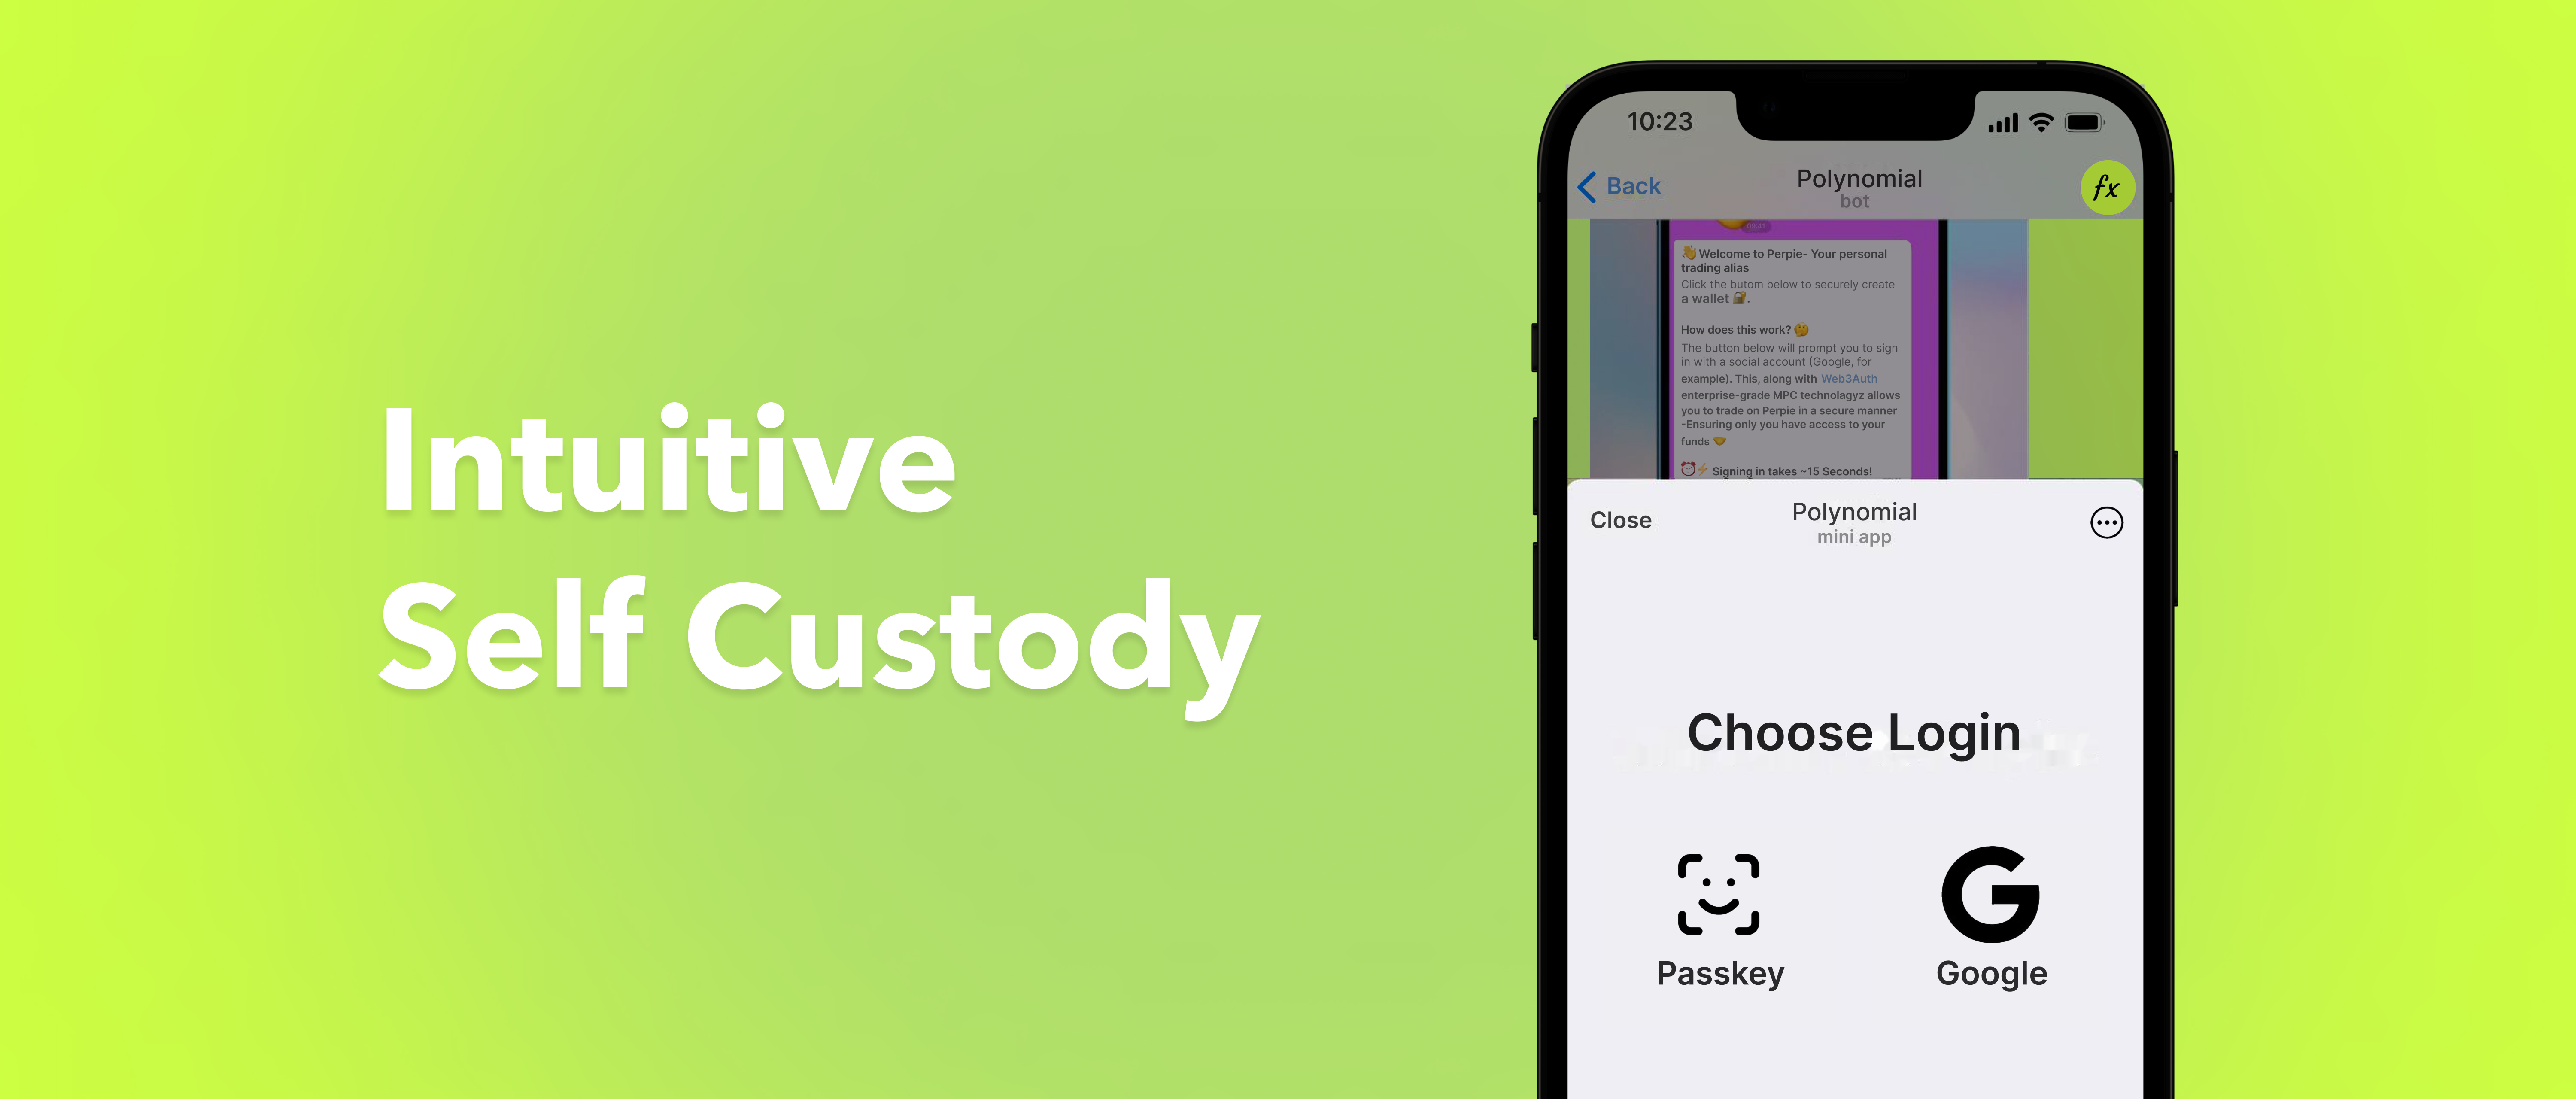 Intuitive
Self Custody
10:23
Back
Polynomial
bot
fx
Welcome to Perpie- Your personal
trading alias
Click the butom below to securely create
a wallet 🔐.
How does this work? 🤔
The button below will prompt you to sign
in with a social account (Google, for
example). This, along with Web3Auth
enterprise-grade MPC technolagyz allows
you to trade on Perpie in a secure manner
-Ensuring only you have access to your
funds
Signing in takes ~15 Seconds!
Close
Polynomial
mini app
Choose Login
Passkey
Google